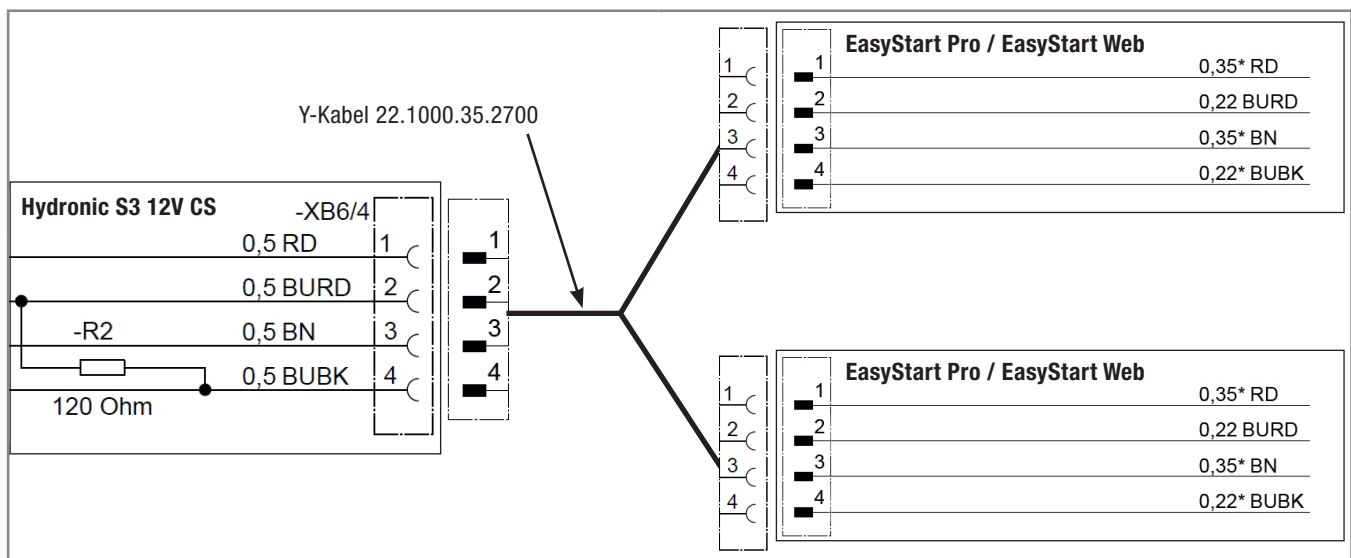 EasyStart Pro / EasyStart Web
1 1 0,35* RD
2 2 0,22 BURD
3 3 0,35* BN
4 4 0,22* BUBK
Y-Kabel 22.1000.35.2700
Hydronic S3 12V CS -XB6/4
0,5 RD 1 1
0,5 BURD 2 2
-R2 0,5 BN 3 3
0,5 BUBK 4 4
120 Ohm
EasyStart Pro / EasyStart Web
1 1 0,35* RD
2 2 0,22 BURD
3 3 0,35* BN
4 4 0,22* BUBK